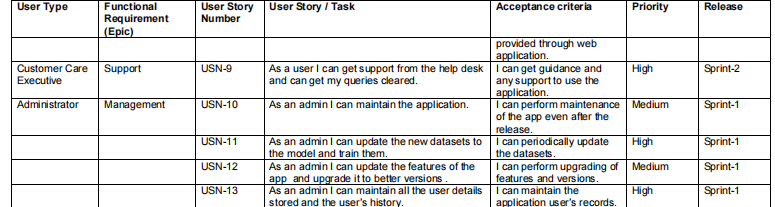 User Type Functional Requirement (Epic) User Story Number User Story / Task Acceptance criteria Priority Release
provided through web
application.
Customer Care Executive Support USN-9 As a user I can get support from the help desk and can get my queries cleared. I can get guidance and any support to use the application. High Sprint-2
Administrator Management USN-10 As an admin I can maintain the application. I can perform maintenance of the app even after the release. Medium Sprint-1
USN-11 As an admin I can update the new datasets to the model and train them. I can periodically update the datasets. High Sprint-1
USN-12 As an admin I can update the features of the app and upgrade it to better versions . I can perform upgrading of features and versions. Medium Sprint-1
USN-13 As an admin I can maintain all the user details stored and the user's history. I can maintain the application user's records. High Sprint-1